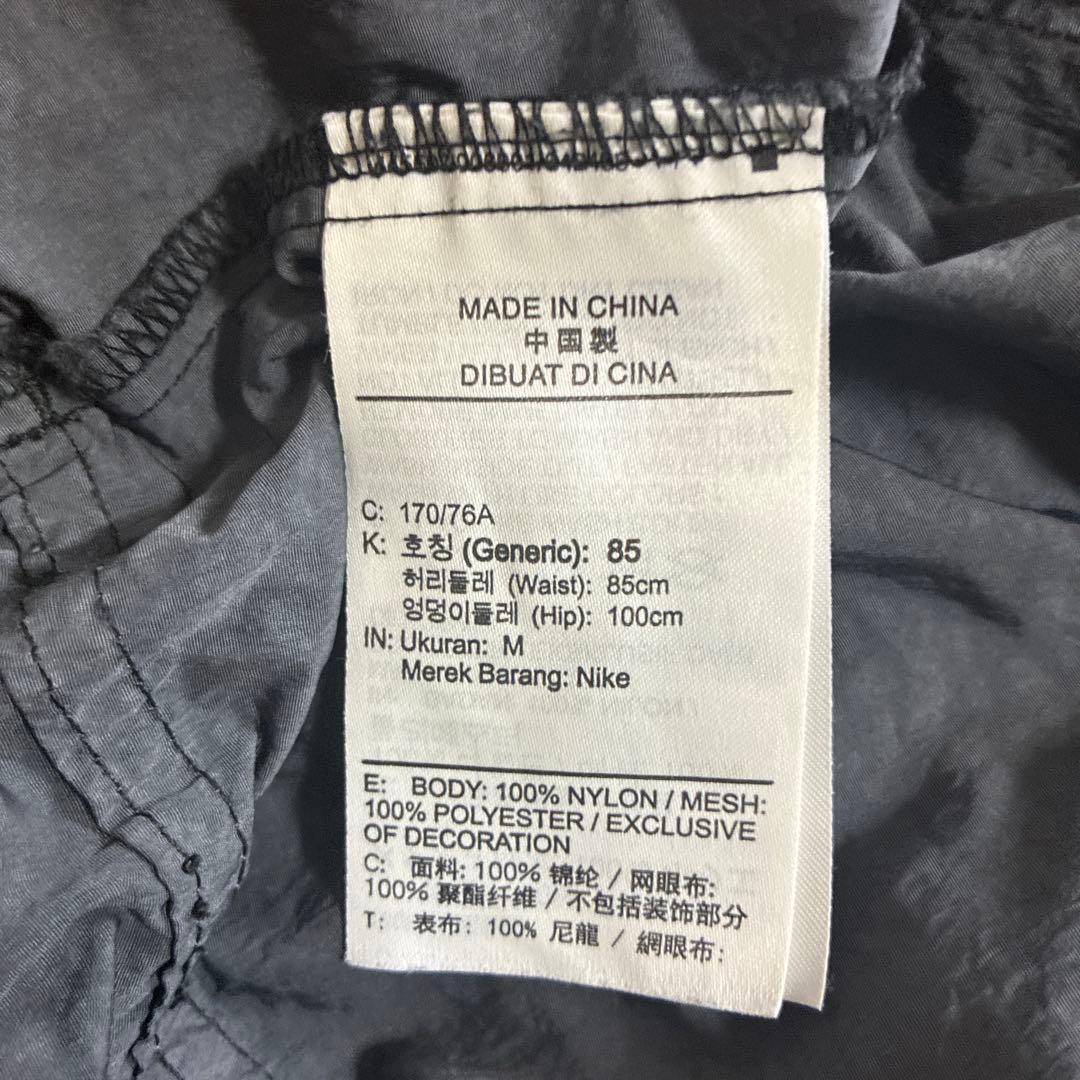 MADE IN CHINA
中国製
DIBUAT DI CINA
C: 170/76A
K: 호칭 (Generic): 85
허리둘레 (Waist): 85cm
엉덩이둘레 (Hip): 100cm
IN: Ukuran: M
Merek Barang: Nike
E: BODY: 100% NYLON / MESH:
100% POLYESTER / EXCLUSIVE
OF DECORATION
C: 面料: 100% 锦纶 / 网眼布:
100% 聚酯纤维 / 不包括装饰部分
T: 表布: 100% 尼龍 / 網眼布: